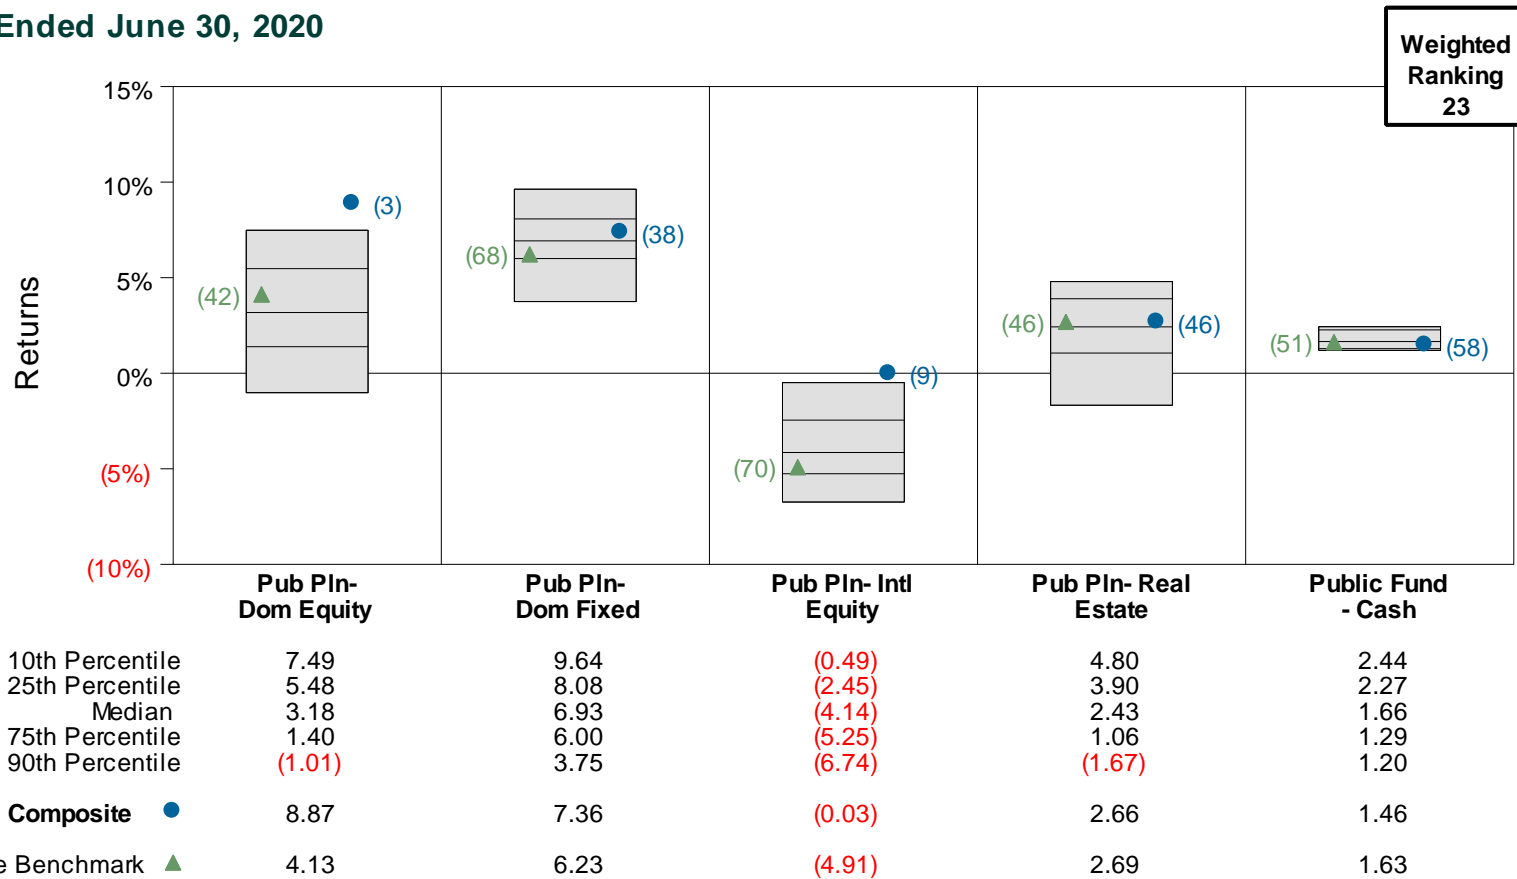 Ended June 30, 2020
Weighted
Ranking
23
Returns
15%
10%
5%
0%
(5%)
(10%)
(42)
(3)
(68)
(38)
(70)
(9)
(46)
(46)
(51)
(58)
Pub Pln- Dom Equity
Pub Pln- Dom Fixed
Pub Pln- Intl Equity
Pub Pln- Real Estate
Public Fund - Cash
10th Percentile 7.49 9.64 (0.49) 4.80 2.44
25th Percentile 5.48 8.08 (2.45) 3.90 2.27
Median 3.18 6.93 (4.14) 2.43 1.66
75th Percentile 1.40 6.00 (5.25) 1.06 1.29
90th Percentile (1.01) 3.75 (6.74) (1.67) 1.20
Composite 8.87 7.36 (0.03) 2.66 1.46
e Benchmark 4.13 6.23 (4.91) 2.69 1.63